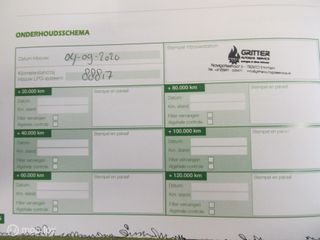 ONDERHOUDSSCHEMA
Datum inbouw 04-09-2020
Kilometerstand bij inbouw LPG systeem 88817
Stempel inbouwstation
GRITTER
+ 20.000 km
Stempel en paraaf
Datum:
Km. stand:
Filter vervangen
Algehele controle
+ 80.000 km
Stempel en paraaf
Datum:
Km. stand:
Filter vervangen
Algehele controle
+ 40.000 km
Stempel en paraaf
Datum:
Km. stand:
Filter vervangen
Algehele controle
+ 100.000 km
Stempel en paraaf
Datum:
Km. stand:
Filter vervangen
Algehele controle
+ 60.000 km
Stempel en paraaf
Datum:
Km. stand:
Filter vervangen
Algehele controle
+ 120.000 km
Stempel en paraaf
Datum:
Km. stand:
Filter vervangen
Algehele controle